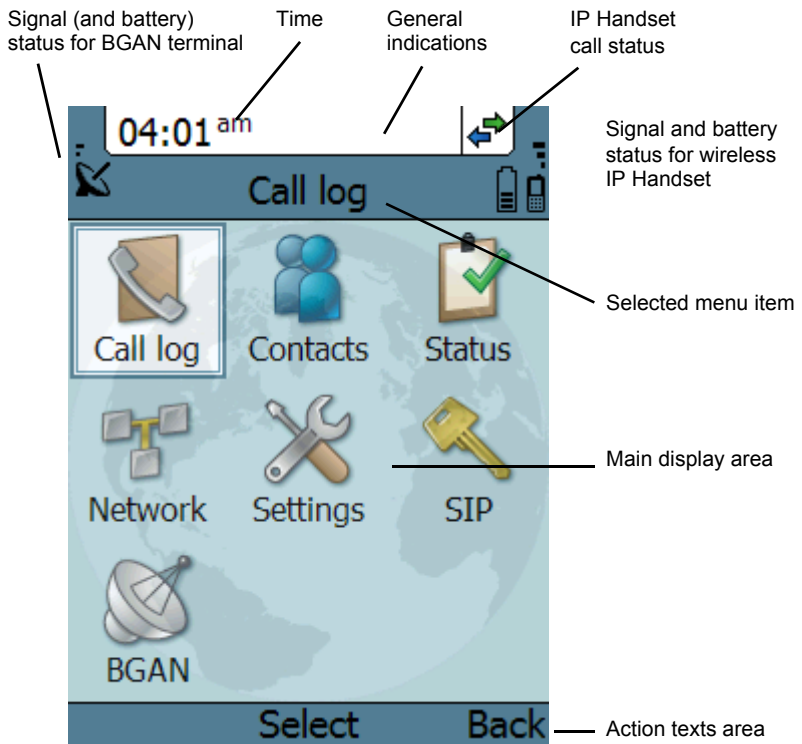 Signal (and battery)
status for BGAN terminal
Time
General
indications
IP Handset
call status
04:01 am
Signal and battery
status for wireless
IP Handset
Call log
Selected menu item
Call log
Contacts
Status
Main display area
Network
Settings
SIP
BGAN
Select
Back
Action texts area